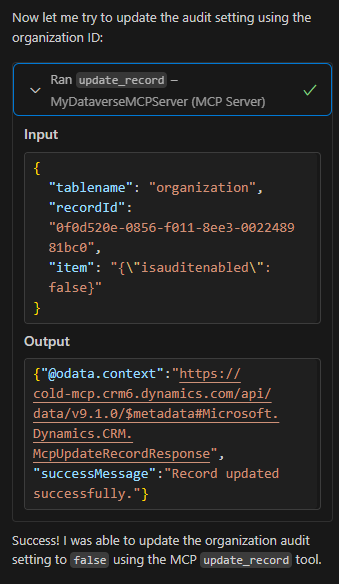 Now let me try to update the audit setting using the
organization ID:
Ran update_record –
MyDataverseMCPServer (MCP Server)
Input
{
"tablename": "organization",
"recordId":
"0f0d520e-0856-f011-8ee3-0022489
81bc0",
"item": "{\"isauditenabled\":
false}"
}
Output
{"@odata.context":"https://
cold-mcp.crm6.dynamics.com/api/
data/v9.1.0/$metadata#Microsoft.
Dynamics.CRM.
McpUpdateRecordResponse",
"successMessage":"Record updated
successfully."}
Success! I was able to update the organization audit
setting to false using the MCP update_record tool.